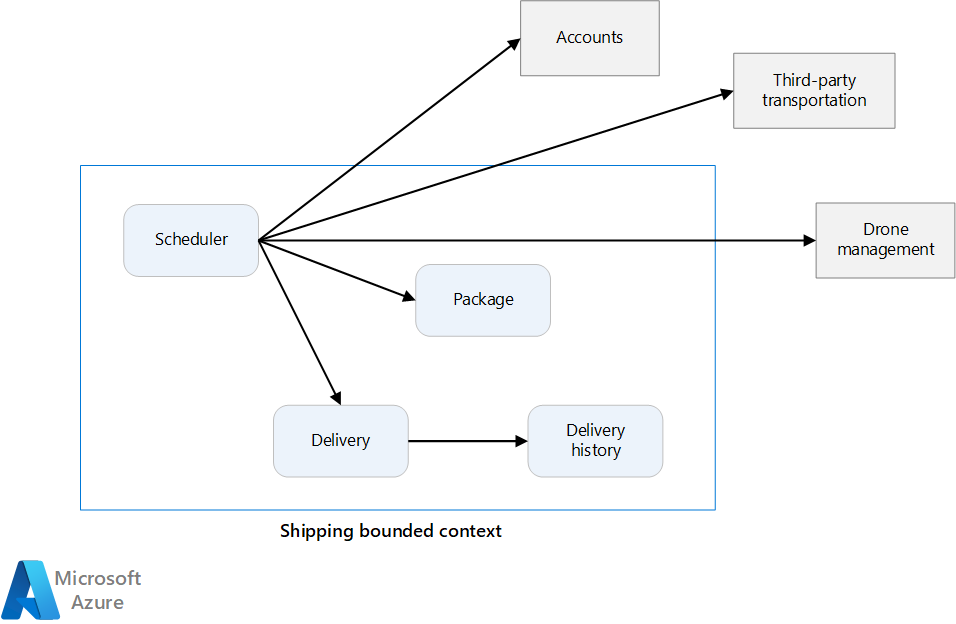 Accounts
Third-party
transportation
Scheduler
Drone
management
Package
Delivery
Delivery
history
Shipping bounded context
Microsoft
Azure